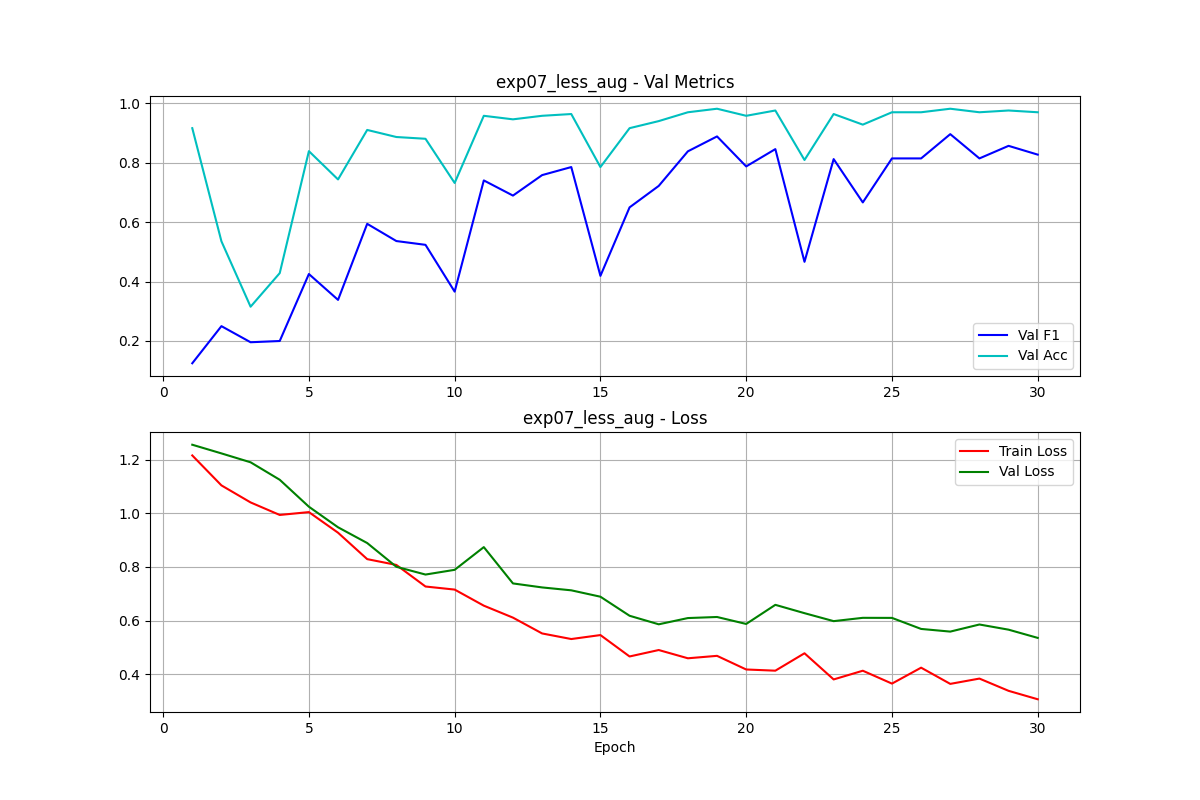 exp07_less_aug - Val Metrics
1.0
0.8
0.6
0.4
0.2
Val F1
Val Acc
0 5 10 15 20 25 30
exp07_less_aug - Loss
1.2
1.0
0.8
0.6
0.4
Train Loss
Val Loss
0 5 10 15 20 25 30
Epoch